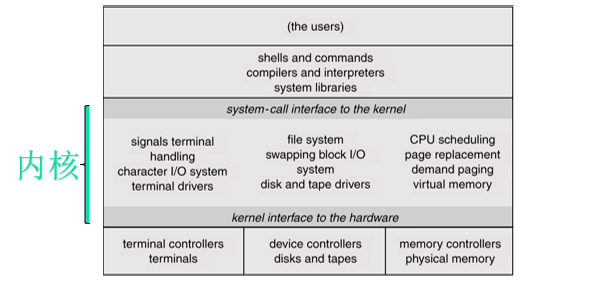 (the users)
shells and commands
compilers and interpreters
system libraries
system-call interface to the kernel
内核
signals terminal
handling
character I/O system
terminal drivers
file system
swapping block I/O
system
disk and tape drivers
CPU scheduling
page replacement
demand paging
virtual memory
kernel interface to the hardware
terminal controllers
terminals
device controllers
disks and tapes
memory controllers
physical memory